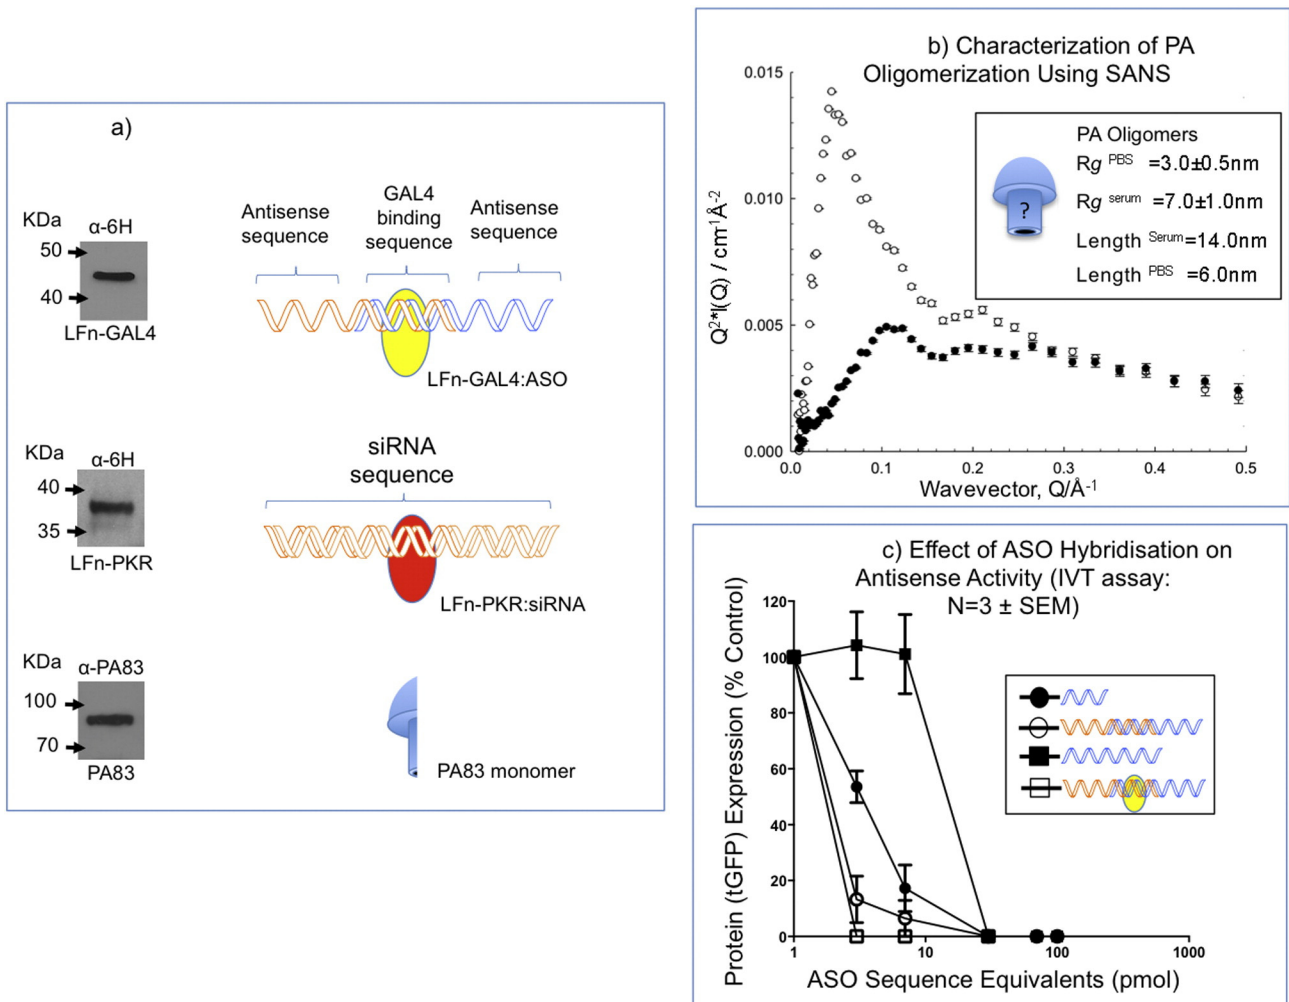 a)
KDa
α-6H
50
40
LFn-GAL4
Antisense
sequence
GAL4
binding
sequence
Antisense
sequence
LFn-GAL4:ASO
KDa
α-6H
40
35
LFn-PKR
siRNA
sequence
LFn-PKR:siRNA
KDa
α-PA83
100
70
PA83
PA83 monomer
b) Characterization of PA
Oligomerization Using SANS
Q²*I(Q) / cm⁻¹Å⁻²
0.015
0.010
0.005
0.000
0.0 0.1 0.2 0.3 0.4 0.5
Wavevector, Q/Å⁻¹
?
PA Oligomers
Rg PBS =3.0±0.5nm
Rg serum =7.0±1.0nm
Length Serum=14.0nm
Length PBS =6.0nm
c) Effect of ASO Hybridisation on
Antisense Activity (IVT assay:
N=3 ± SEM)
Protein (tGFP) Expression (% Control)
120
100
80
60
40
20
0
1 10 100 1000
ASO Sequence Equivalents (pmol)